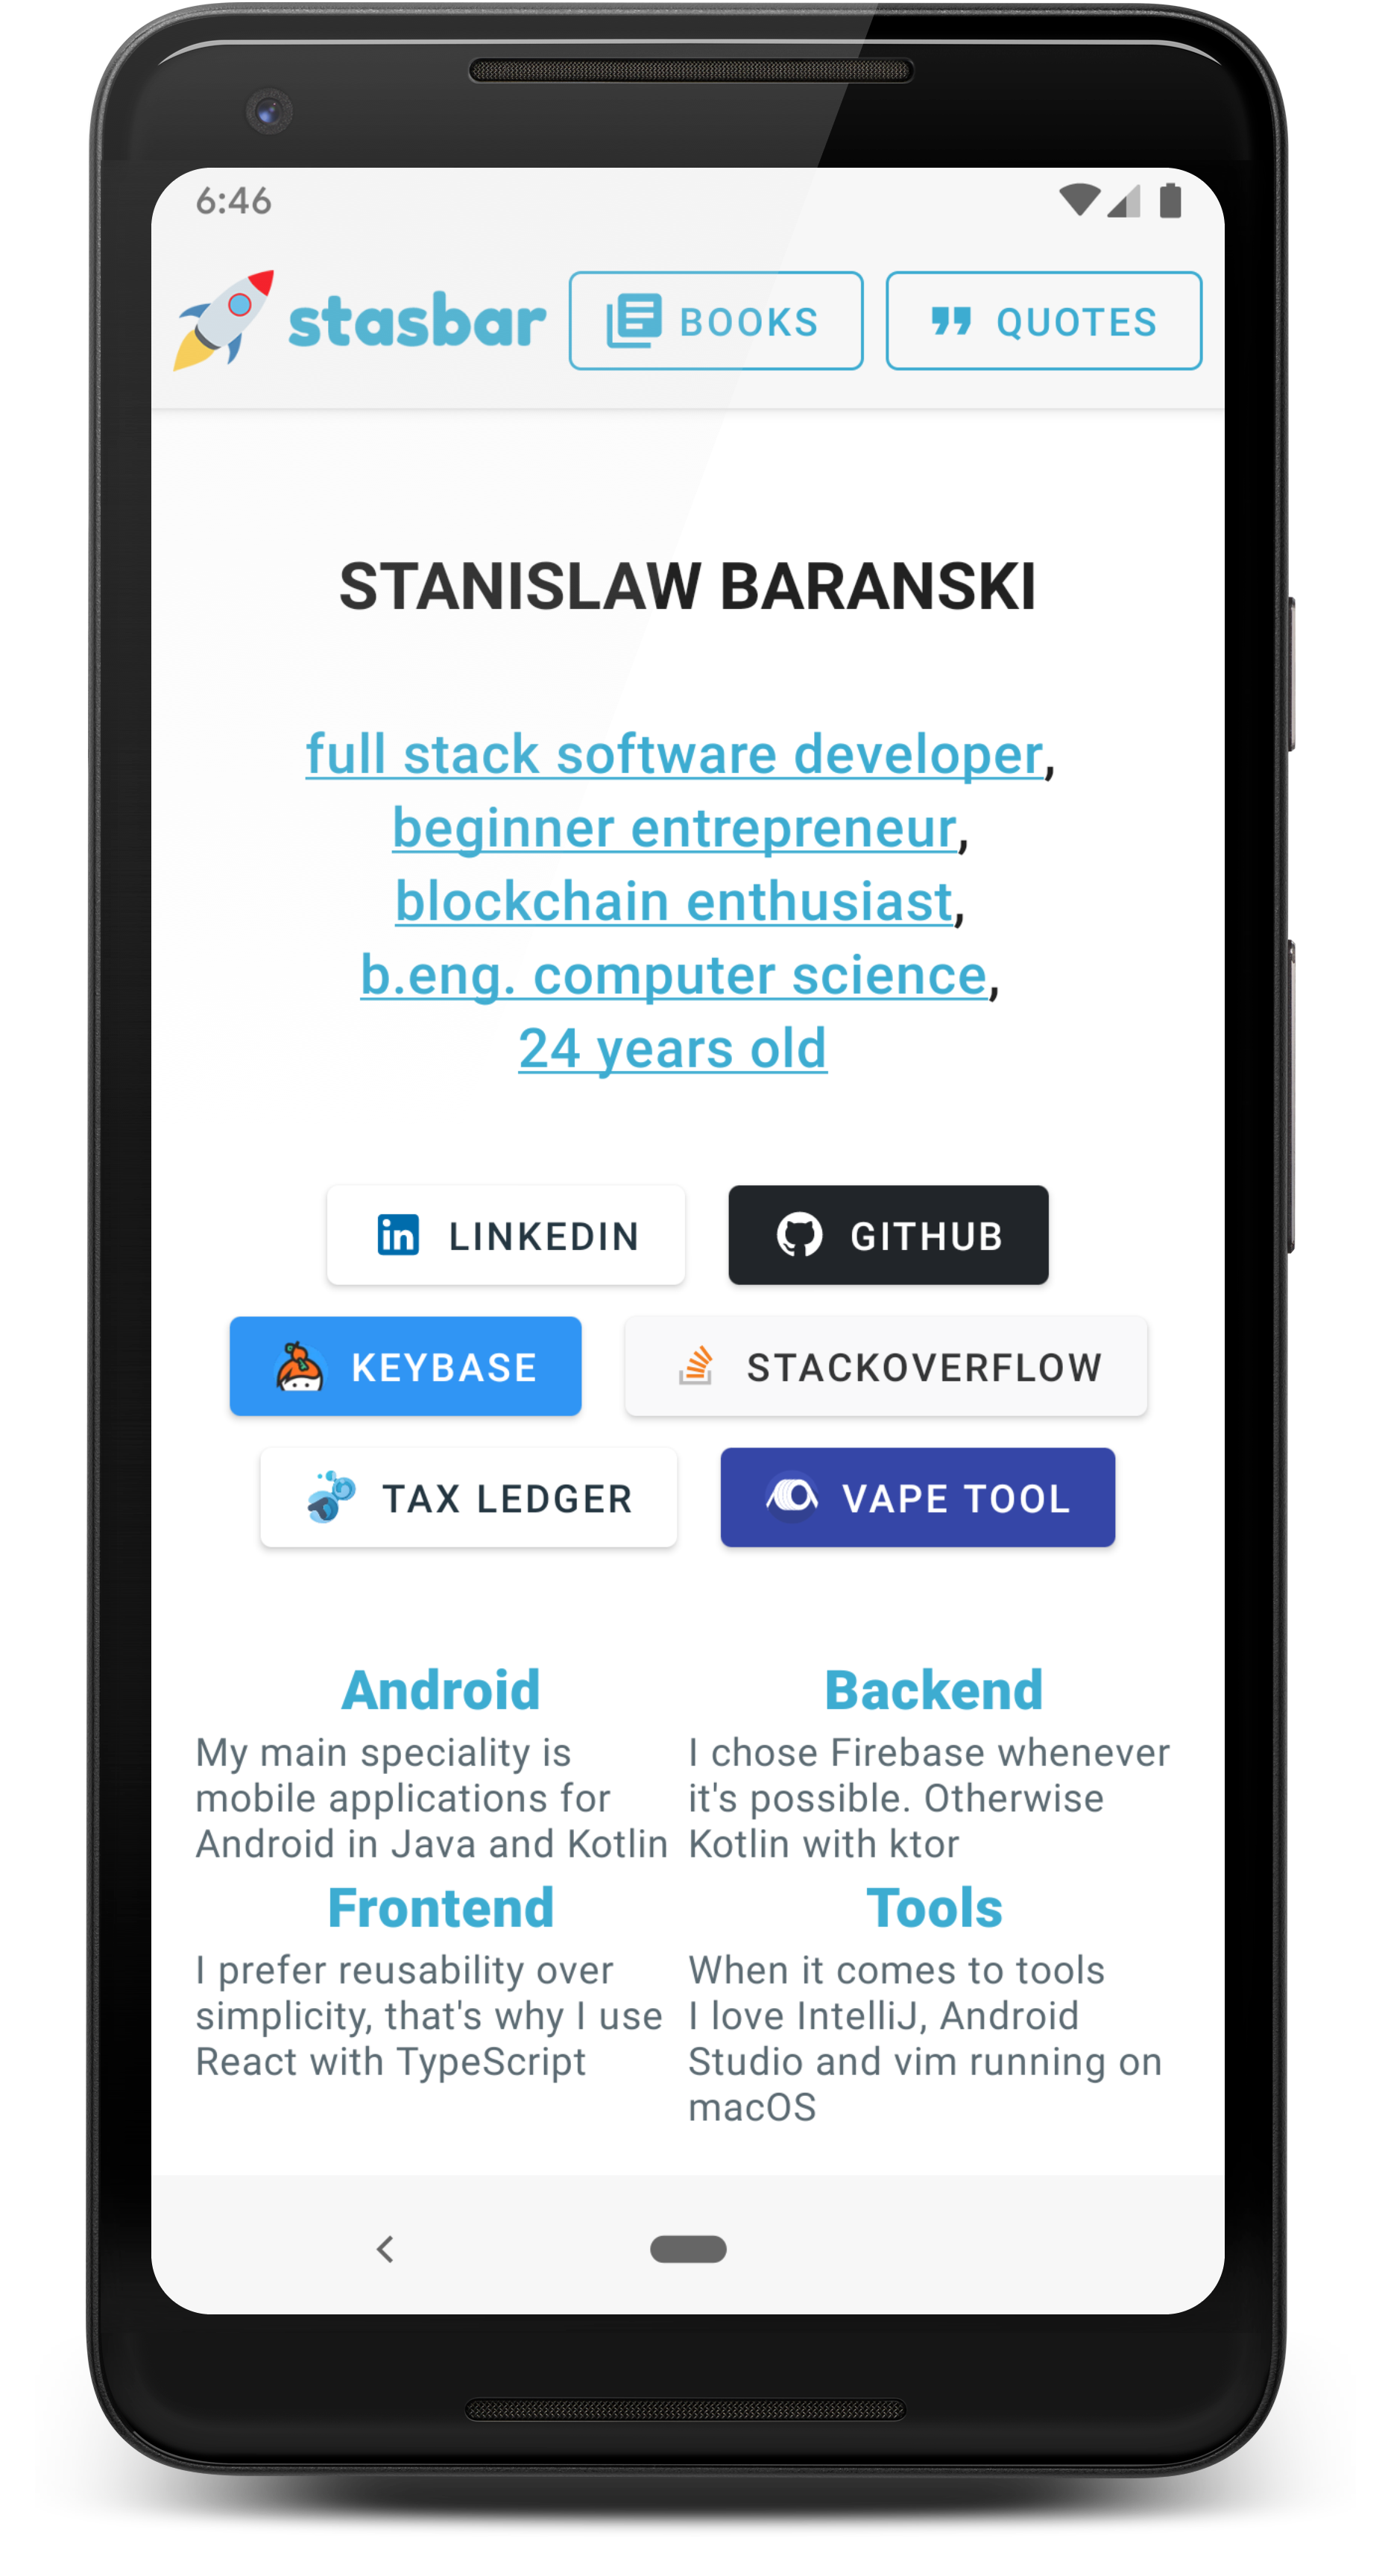 6:46
stasbar
BOOKS
QUOTES
STANISLAW BARANSKI
full stack software developer,
beginner entrepreneur,
blockchain enthusiast,
b.eng. computer science,
24 years old
in LINKEDIN
GITHUB
KEYBASE
STACKOVERFLOW
TAX LEDGER
VAPE TOOL
Android
My main speciality is
mobile applications for
Android in Java and Kotlin
Backend
I chose Firebase whenever
it's possible. Otherwise
Kotlin with ktor
Frontend
I prefer reusability over
simplicity, that's why I use
React with TypeScript
Tools
When it comes to tools
I love IntelliJ, Android
Studio and vim running on
macOS